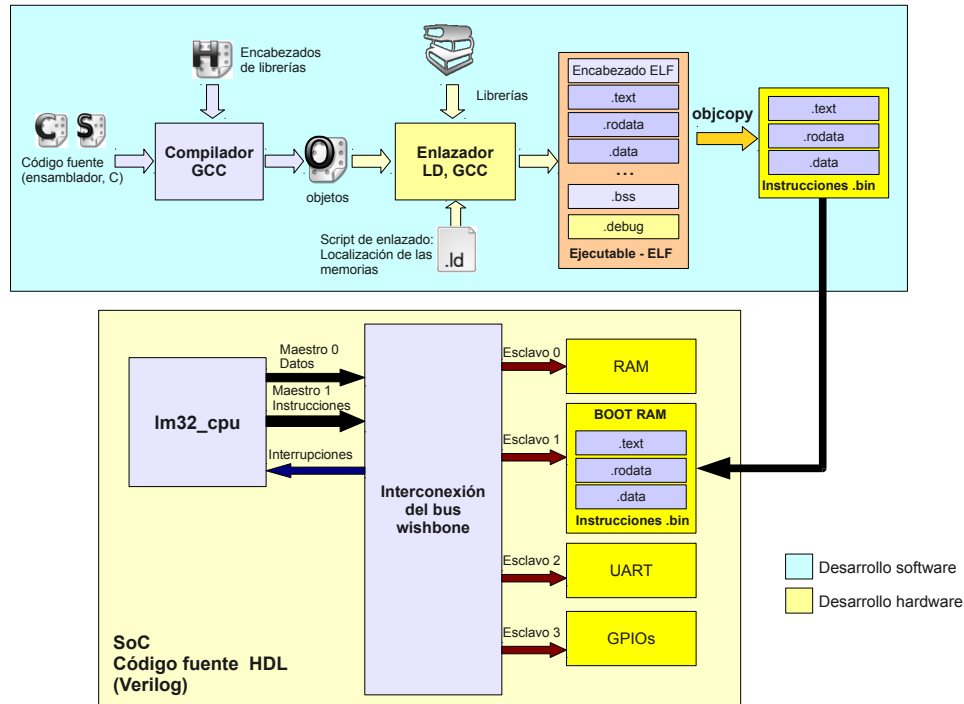 H
Encabezados
de librerías
Librerías
C
S
Código fuente
(ensamblador, C)
Compilador
GCC
O
objetos
Enlazador
LD, GCC
Script de enlazado:
Localización de las
memorias
.ld
Encabezado ELF
.text
.rodata
.data
...
.bss
.debug
Ejecutable - ELF
objcopy
.text
.rodata
.data
Instrucciones .bin
lm32_cpu
Maestro 0
Datos
Maestro 1
Instrucciones
Interrupciones
Interconexión
del bus
wishbone
Esclavo 0
RAM
Esclavo 1
BOOT RAM
.text
.rodata
.data
Instrucciones .bin
Esclavo 2
UART
Esclavo 3
GPIOs
SoC
Código fuente HDL
(Verilog)
Desarrollo software
Desarrollo hardware